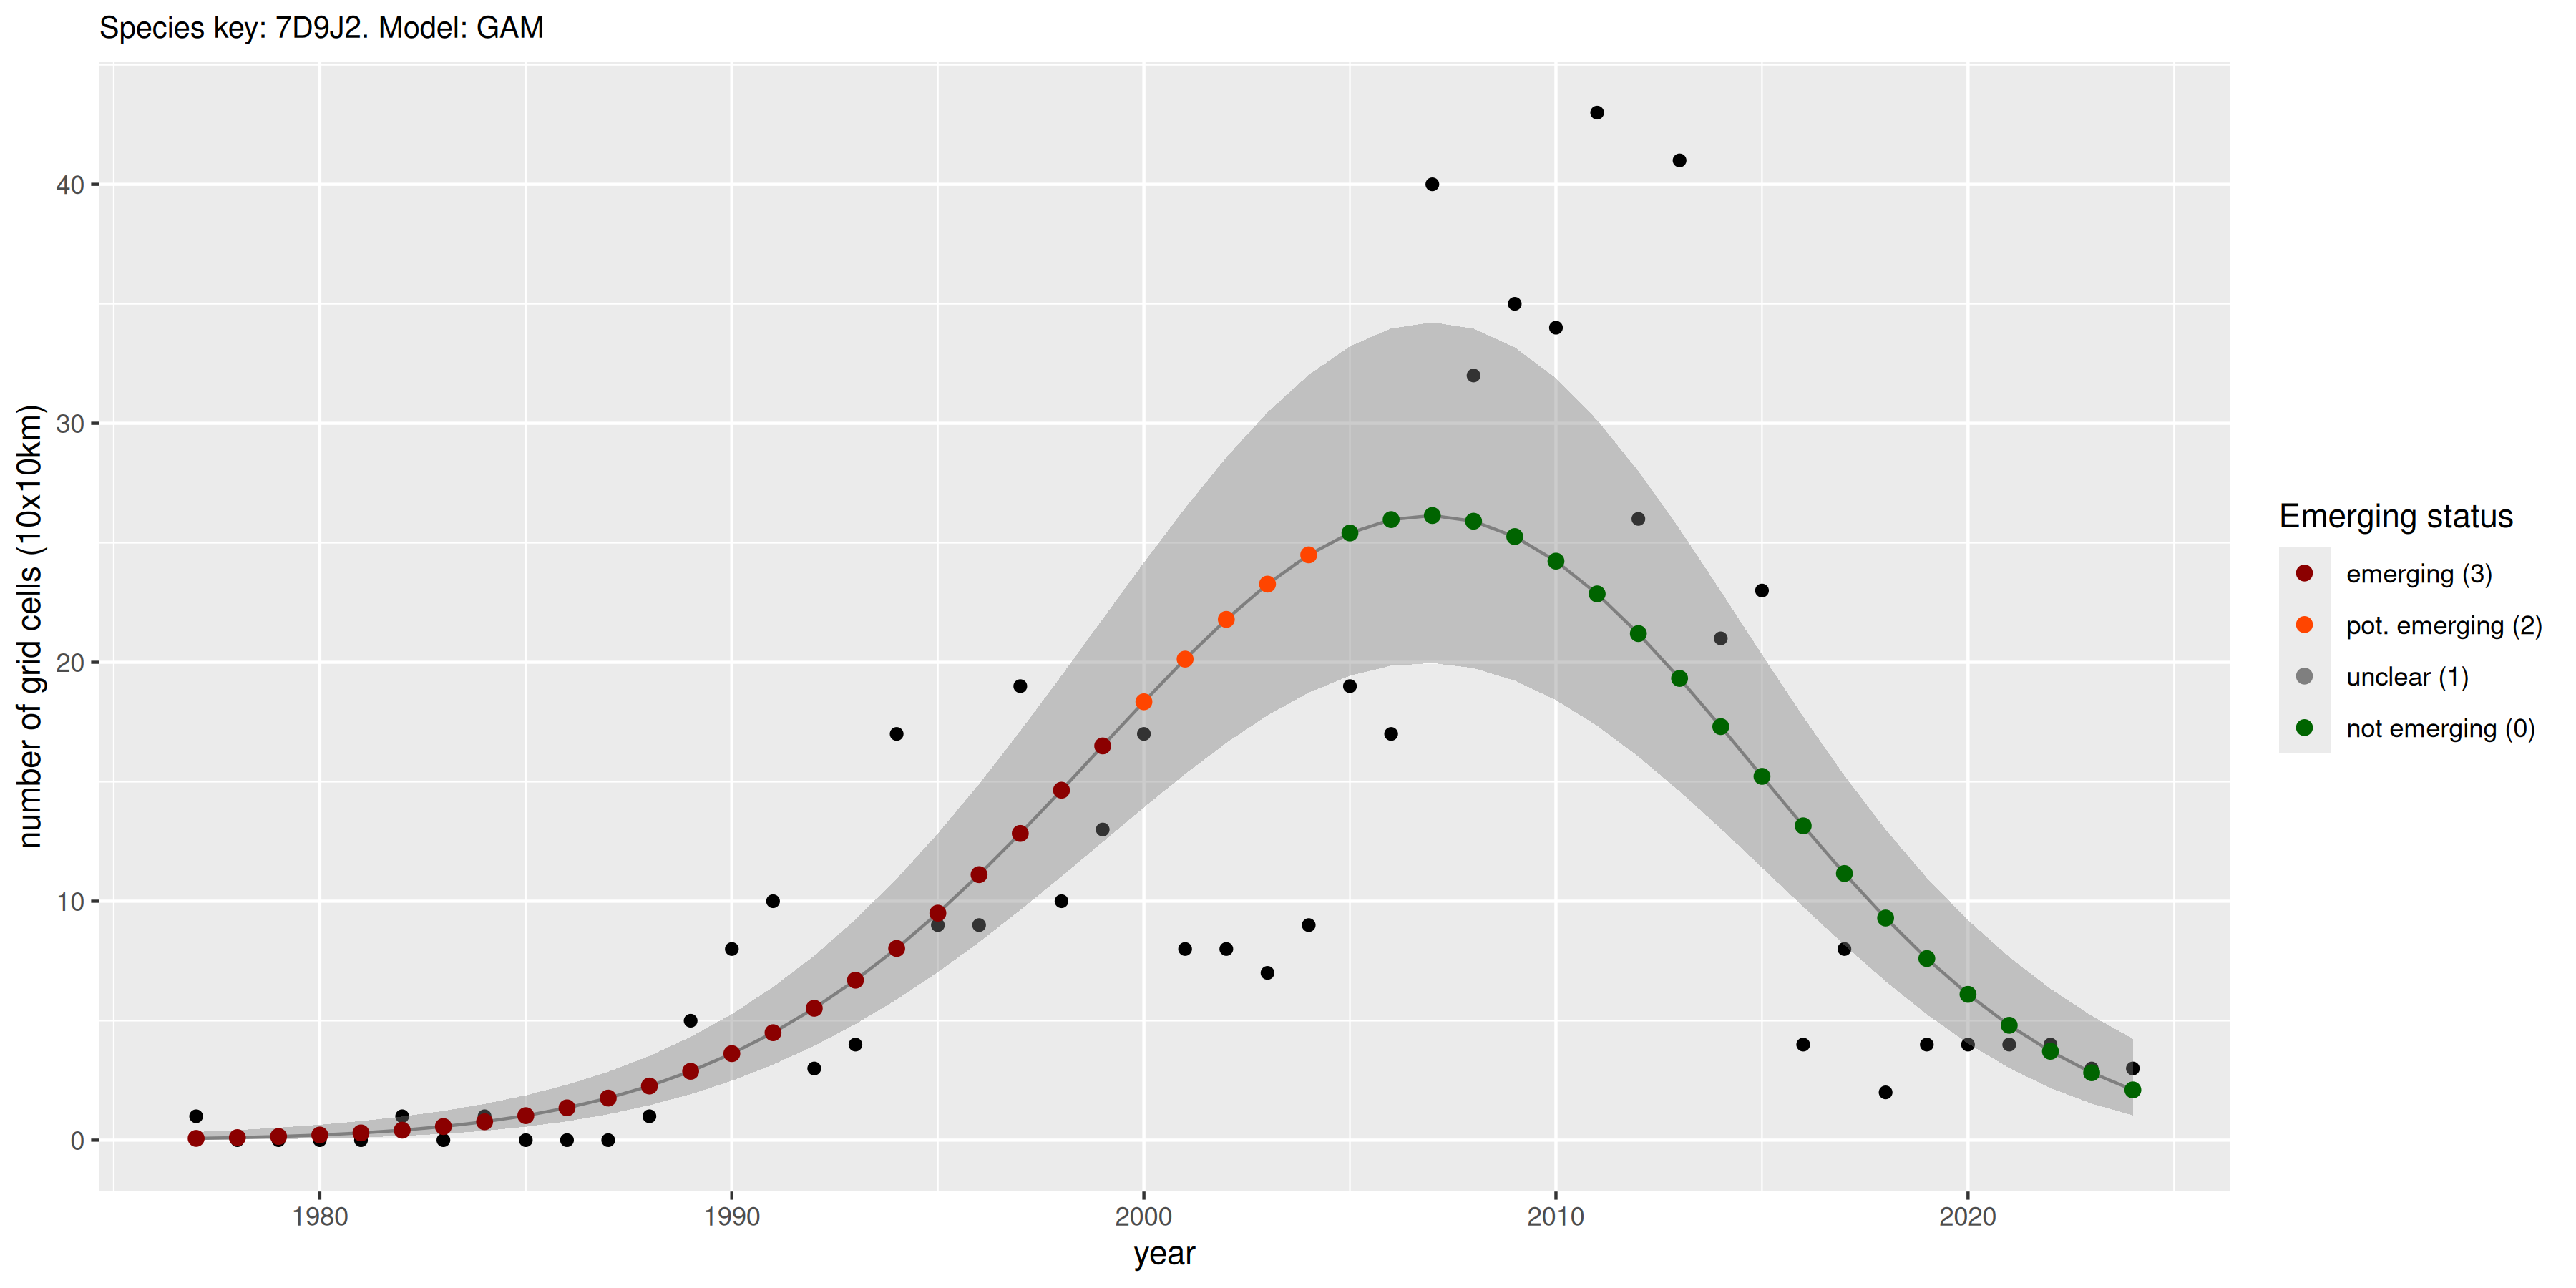 Species key: 7D9J2. Model: GAM
number of grid cells (10x10km)
40
30
20
10
0
1980
1990
2000
2010
2020
year
Emerging status
emerging (3)
pot. emerging (2)
unclear (1)
not emerging (0)